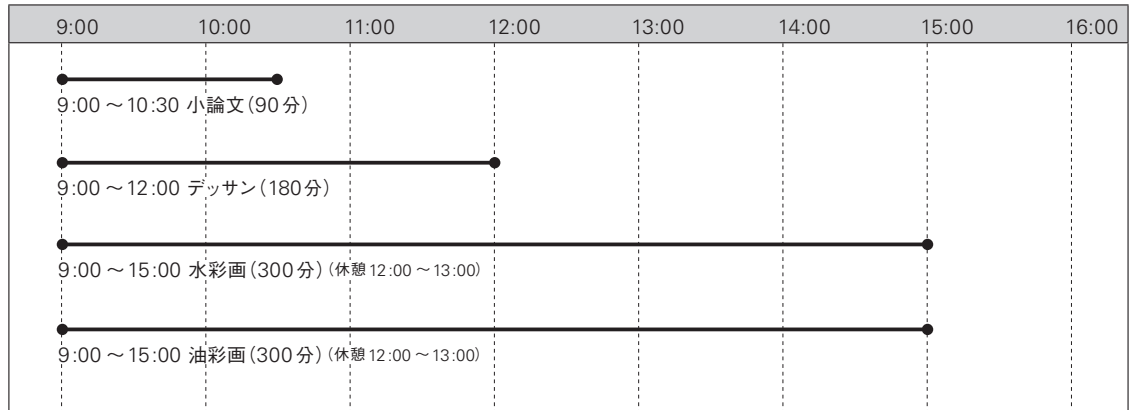 9:00 10:00 11:00 12:00 13:00 14:00 15:00 16:00
9:00～10:30 小論文（90分）
9:00～12:00 デッサン（180分）
9:00～15:00 水彩画（300分）（休憩12:00～13:00）
9:00～15:00 油彩画（300分）（休憩12:00～13:00）